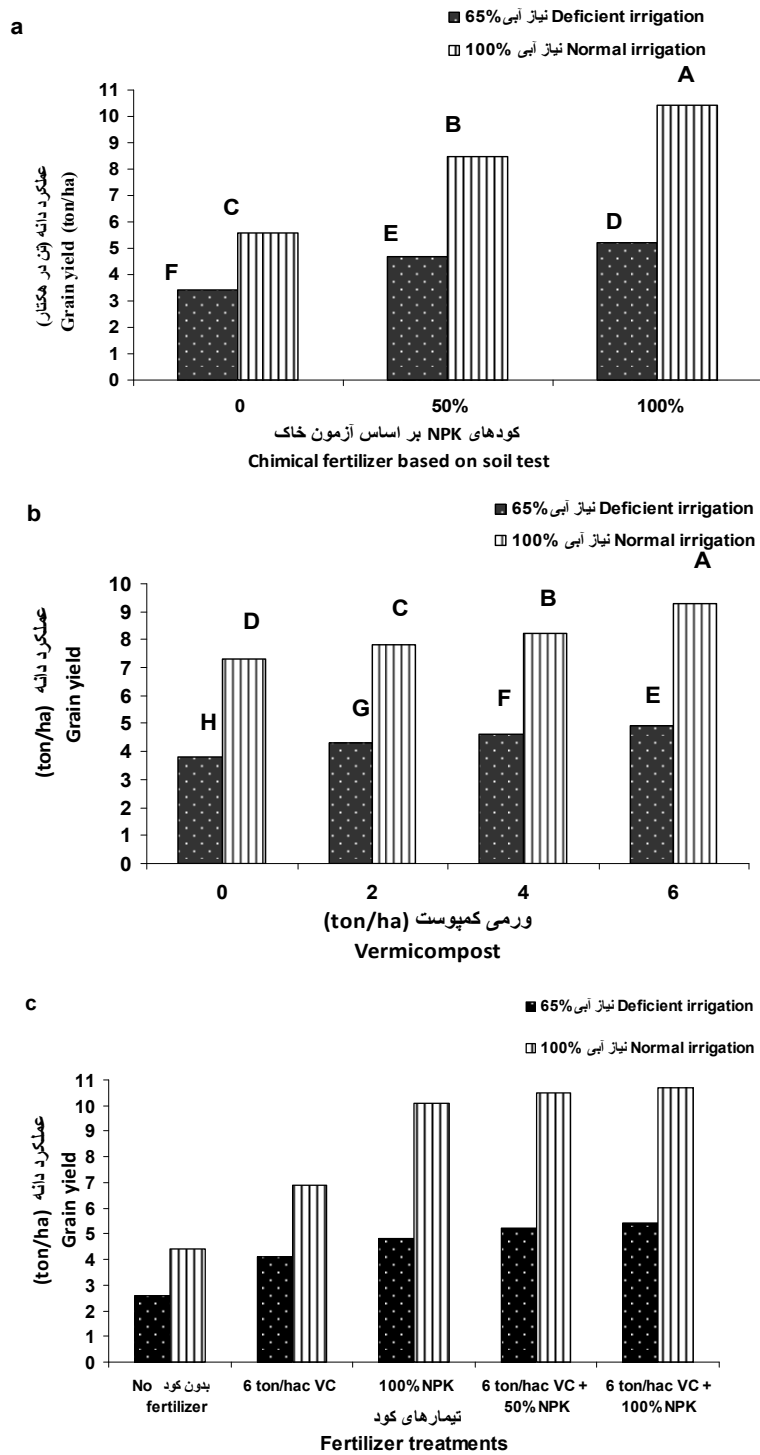 a
65% نیاز آبی Deficient irrigation
100% نیاز آبی Normal irrigation
عملکرد دانه (تن در هکتار)
Grain yield (ton/ha)
11
10
9
8
7
6
5
4
3
2
1
0
F
C
E
B
D
A
0
50%
100%
کودهای NPK بر اساس آزمون خاک
Chimical fertilizer based on soil test
b
65% نیاز آبی Deficient irrigation
100% نیاز آبی Normal irrigation
عملکرد دانه (ton/ha)
Grain yield
10
9
8
7
6
5
4
3
2
1
0
H
D
G
C
F
B
E
A
0
2
4
6
ورمی کمپوست (ton/ha)
Vermicompost
c
65% نیاز آبی Deficient irrigation
100% نیاز آبی Normal irrigation
عملکرد دانه (ton/ha)
Grain yield
11
10
9
8
7
6
5
4
3
2
1
0
No بدون کود
fertilizer
6 ton/hac VC
100% NPK
6 ton/hac VC +
50% NPK
6 ton/hac VC +
100% NPK
تیمارهای کود
Fertilizer treatments